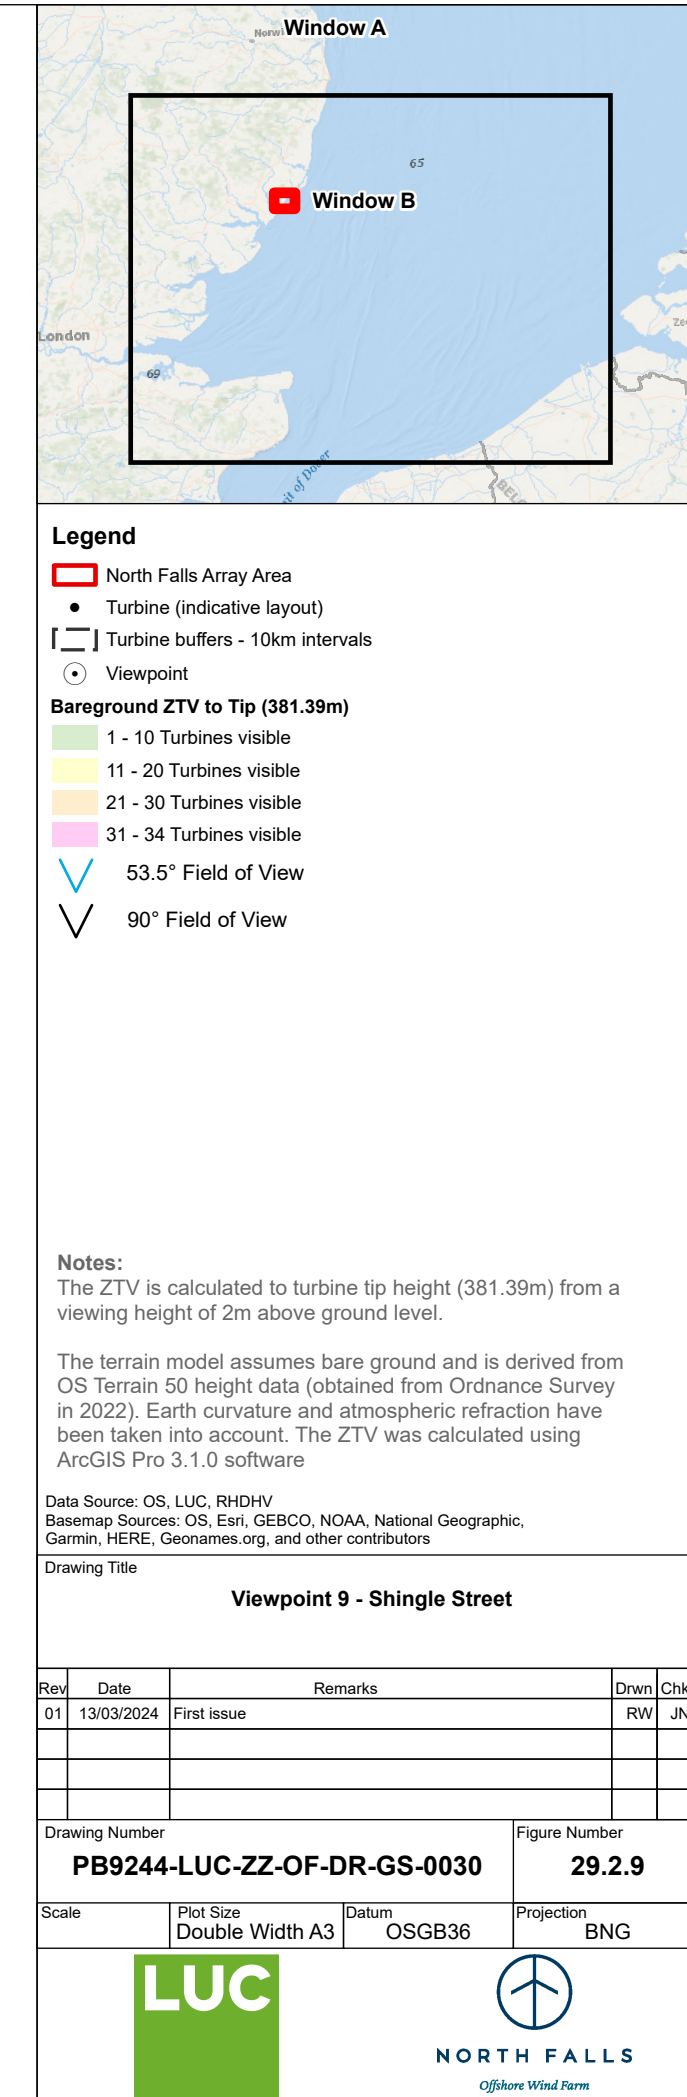 Window A
65
Window B
London
69
Legend
North Falls Array Area
Turbine (indicative layout)
Turbine buffers - 10km intervals
Viewpoint
Bareground ZTV to Tip (381.39m)
1 - 10 Turbines visible
11 - 20 Turbines visible
21 - 30 Turbines visible
31 - 34 Turbines visible
53.5° Field of View
90° Field of View
Notes:
The ZTV is calculated to turbine tip height (381.39m) from a
viewing height of 2m above ground level.
The terrain model assumes bare ground and is derived from
OS Terrain 50 height data (obtained from Ordnance Survey
in 2022). Earth curvature and atmospheric refraction have
been taken into account. The ZTV was calculated using
ArcGIS Pro 3.1.0 software
Data Source: OS, LUC, RHDHV
Basemap Sources: OS, Esri, GEBCO, NOAA, National Geographic,
Garmin, HERE, Geonames.org, and other contributors
Drawing Title
Viewpoint 9 - Shingle Street
Rev Date Remarks Drwn Chk
01 13/03/2024 First issue RW JN
Drawing Number Figure Number
PB9244-LUC-ZZ-OF-DR-GS-0030 29.2.9
Scale Plot Size Datum Projection
Double Width A3 OSGB36 BNG
LUC
NORTH FALLS
Offshore Wind Farm